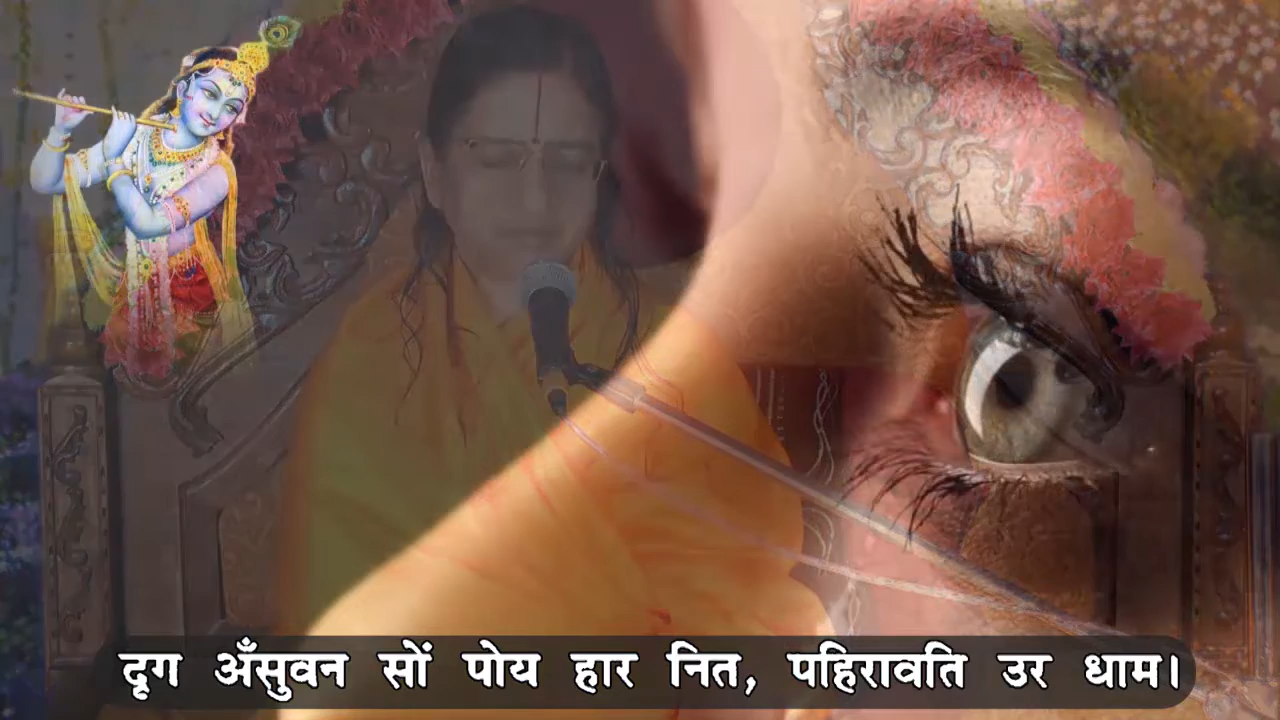 दृग अँसुवन सों पोय हार नित, पहिरावति उर धाम।